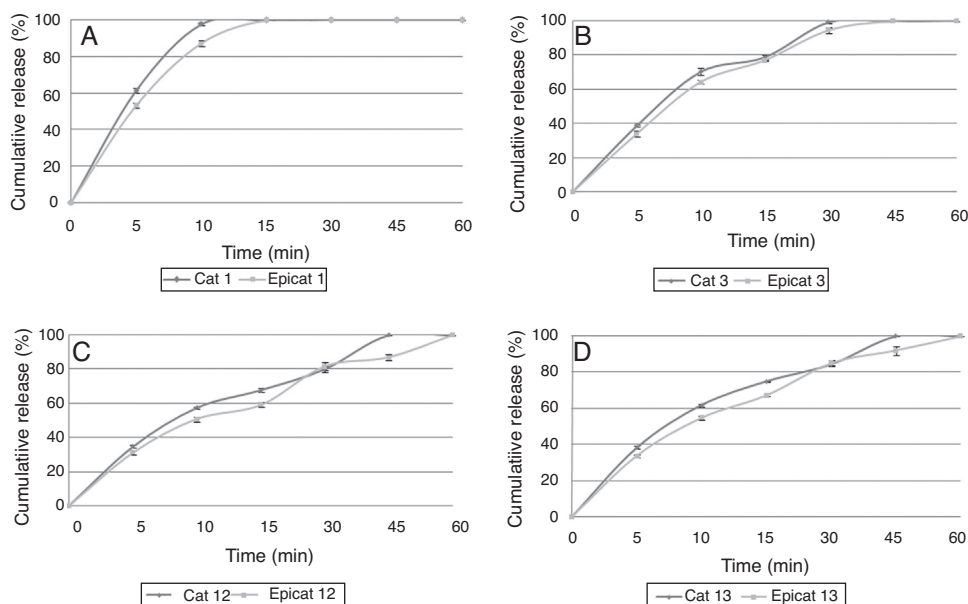 A
Cumulatiive release (%)
100
80
60
40
20
0
0 5 10 15 30 45 60
Time (min)
Cat 1 Epicat 1
B
Cumulative release (%)
100
80
60
40
20
0
0 5 10 15 30 45 60
Time (min)
Cat 3 Epicat 3
C
Cumulative release (%)
100
80
60
40
20
0
0 5 10 15 30 45 60
Time (min)
Cat 12 Epicat 12
D
Cumulative release (%)
100
80
60
40
20
0
0 5 10 15 30 45 60
Time (min)
Cat 13 Epicat 13